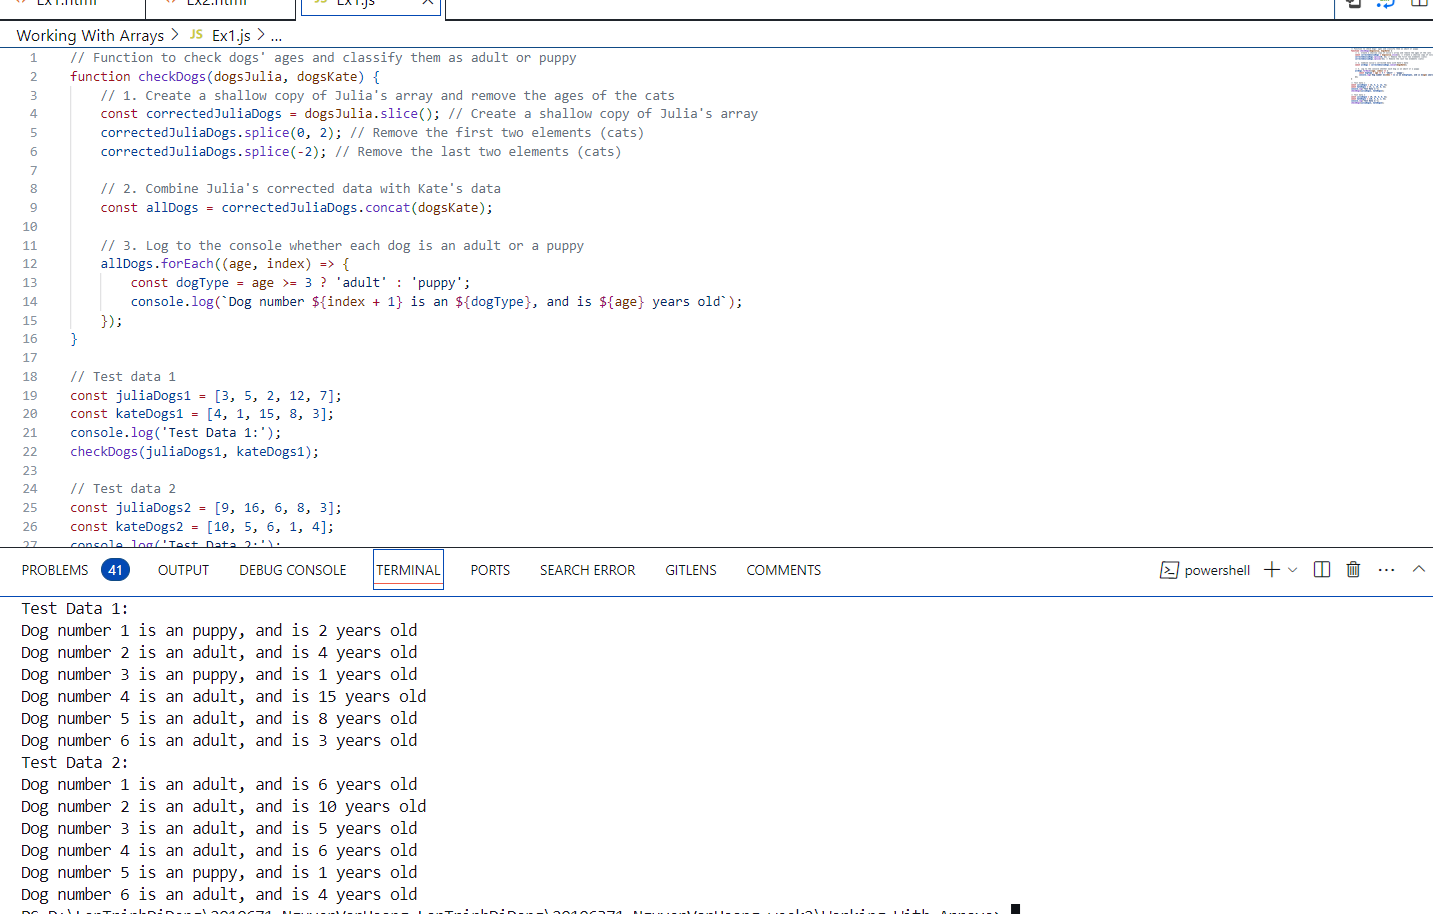 Ex1.html Ex2.html JS Ex1.js
Working With Arrays > JS Ex1.js > ...
1 // Function to check dogs' ages and classify them as adult or puppy
2 function checkDogs(dogsJulia, dogsKate) {
3 // 1. Create a shallow copy of Julia's array and remove the ages of the cats
4 const correctedJuliaDogs = dogsJulia.slice(); // Create a shallow copy of Julia's array
5 correctedJuliaDogs.splice(0, 2); // Remove the first two elements (cats)
6 correctedJuliaDogs.splice(-2); // Remove the last two elements (cats)
7
8 // 2. Combine Julia's corrected data with Kate's data
9 const allDogs = correctedJuliaDogs.concat(dogsKate);
10
11 // 3. Log to the console whether each dog is an adult or a puppy
12 allDogs.forEach((age, index) => {
13 const dogType = age >= 3 ? 'adult' : 'puppy';
14 console.log(`Dog number ${index + 1} is an ${dogType}, and is ${age} years old`);
15 });
16 }
17
18 // Test data 1
19 const juliaDogs1 = [3, 5, 2, 12, 7];
20 const kateDogs1 = [4, 1, 15, 8, 3];
21 console.log('Test Data 1:');
22 checkDogs(juliaDogs1, kateDogs1);
23
24 // Test data 2
25 const juliaDogs2 = [9, 16, 6, 8, 3];
26 const kateDogs2 = [10, 5, 6, 1, 4];
27 console.log('Test Data 2:');
PROBLEMS 41 OUTPUT DEBUG CONSOLE TERMINAL PORTS SEARCH ERROR GITLENS COMMENTS powershell
Test Data 1:
Dog number 1 is an puppy, and is 2 years old
Dog number 2 is an adult, and is 4 years old
Dog number 3 is an puppy, and is 1 years old
Dog number 4 is an adult, and is 15 years old
Dog number 5 is an adult, and is 8 years old
Dog number 6 is an adult, and is 3 years old
Test Data 2:
Dog number 1 is an adult, and is 6 years old
Dog number 2 is an adult, and is 10 years old
Dog number 3 is an adult, and is 5 years old
Dog number 4 is an adult, and is 6 years old
Dog number 5 is an puppy, and is 1 years old
Dog number 6 is an adult, and is 4 years old